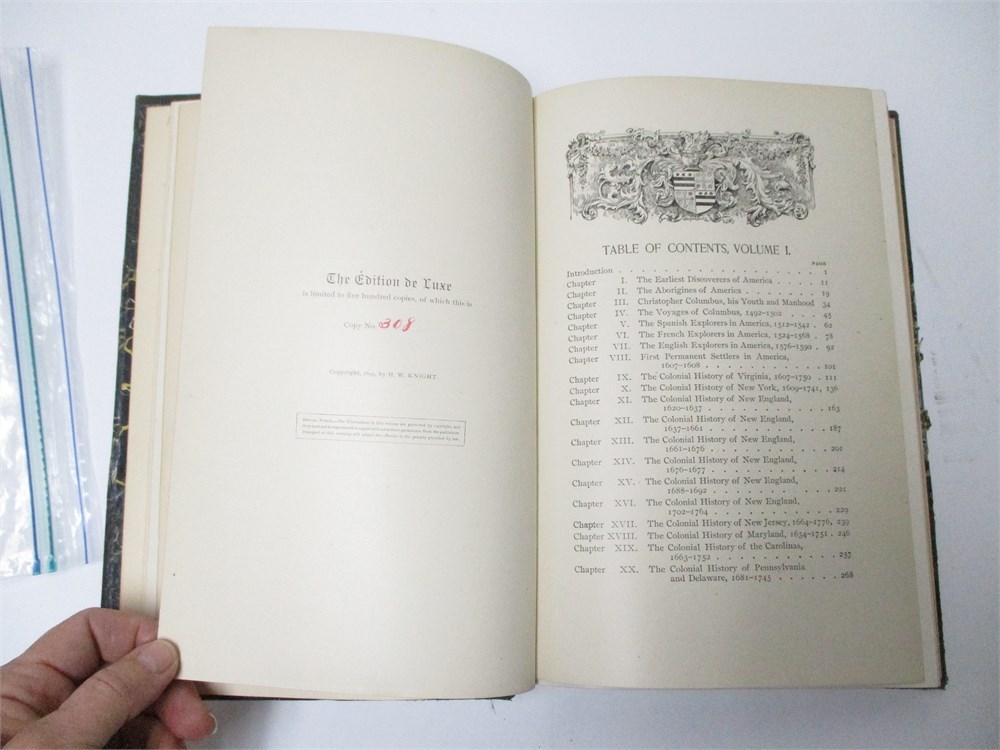 The Édition de Luxe
is limited to five hundred copies, of which this is
Copy No. 308
Copyright, by H. W. KNIGHT.
TABLE OF CONTENTS, VOLUME I.
PAGE
Introduction . . . . . . . . . . . . . . . . 1
Chapter I. The Earliest Discoverers of America . . . . 11
Chapter II. The Aborigines of America . . . . . . . 19
Chapter III. Christopher Columbus, his Youth and Manhood 34
Chapter IV. The Voyages of Columbus, 1492-1502 . . . 45
Chapter V. The Spanish Explorers in America, 1512-1542 . 62
Chapter VI. The French Explorers in America, 1524-1568 . 78
Chapter VII. The English Explorers in America, 1576-1590 . 92
Chapter VIII. First Permanent Settlers in America,
1607-1608 . . . . . . . . . . . 101
Chapter IX. The Colonial History of Virginia, 1607-1750 . 111
Chapter X. The Colonial History of New York, 1609-1741, 136
Chapter XI. The Colonial History of New England,
1620-1637 . . . . . . . . . . . 163
Chapter XII. The Colonial History of New England,
1637-1661 . . . . . . . . . . . 187
Chapter XIII. The Colonial History of New England,
1661-1676 . . . . . . . . . . . 201
Chapter XIV. The Colonial History of New England,
1676-1677 . . . . . . . . . . . 214
Chapter XV. The Colonial History of New England,
1688-1692 . . . . . . . . . . . 221
Chapter XVI. The Colonial History of New England,
1702-1764 . . . . . . . . . . . 229
Chapter XVII. The Colonial History of New Jersey, 1664-1776, 239
Chapter XVIII. The Colonial History of Maryland, 1634-1751 . 246
Chapter XIX. The Colonial History of the Carolinas,
1663-1752 . . . . . . . . . . . 257
Chapter XX. The Colonial History of Pennsylvania
and Delaware, 1681-1745 . . . . . . 268